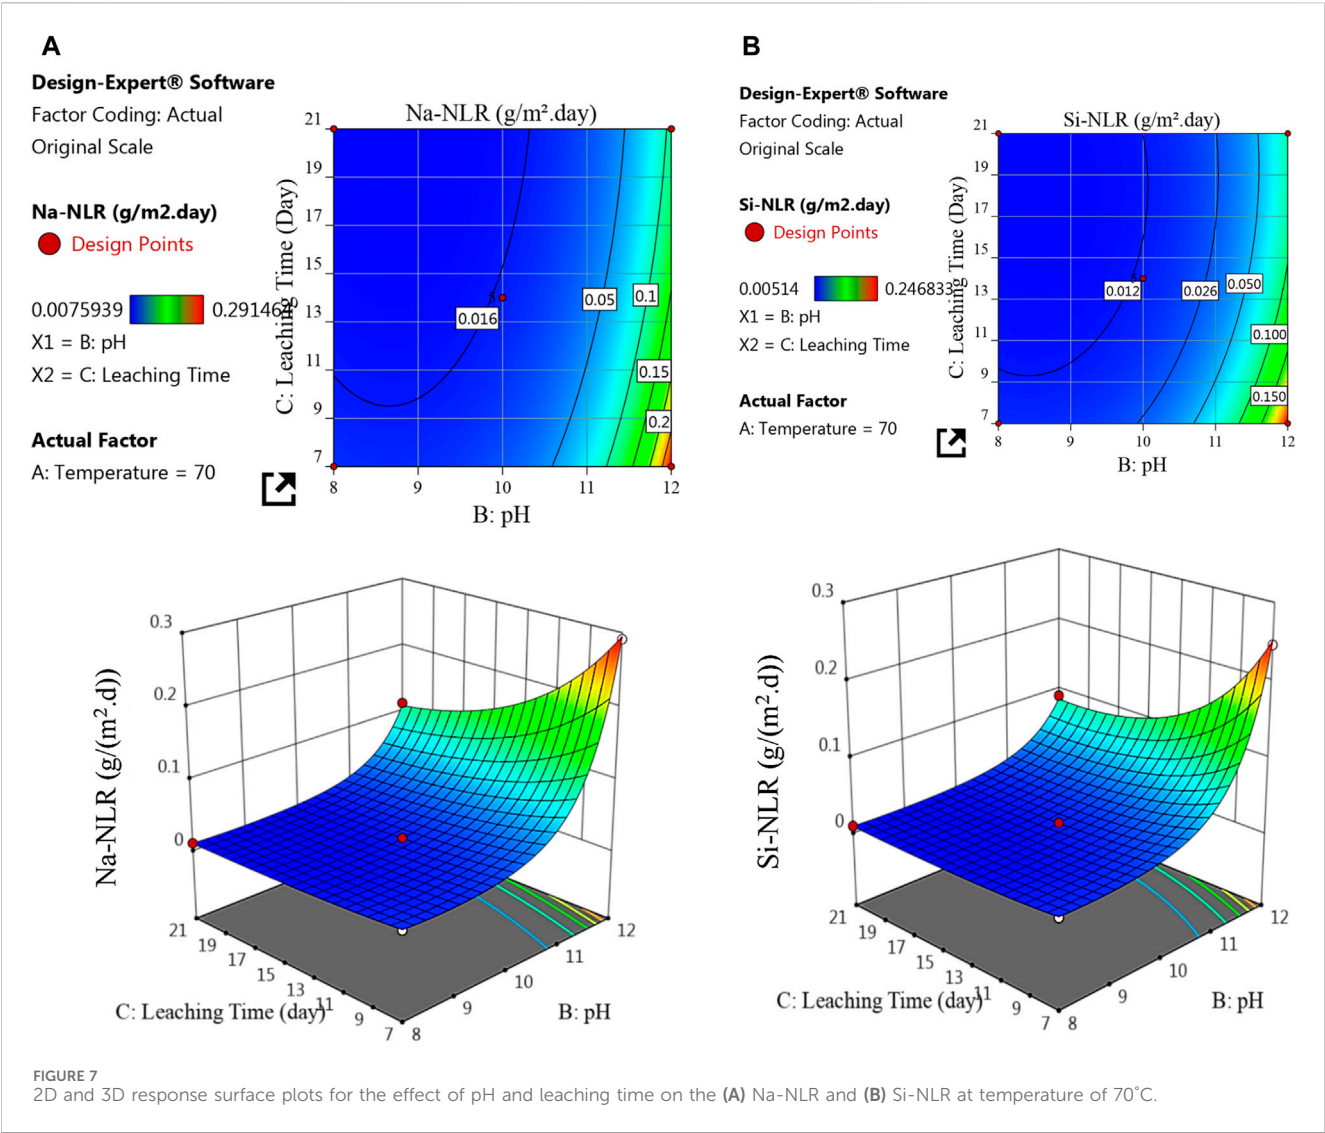 A
Design-Expert® Software
Factor Coding: Actual
Original Scale
Na-NLR (g/m2.day)
Design Points
0.0075939
X1 = B: pH
X2 = C: Leaching Time
Actual Factor
A: Temperature = 70
Na-NLR (g/m².day)
C: Leaching Time (Day)
21
19
17
15
13
11
9
7
5
0.016
0.05
0.1
0.15
0.2
8 9 10 11 12
B: pH
B
Design-Expert® Software
Factor Coding: Actual
Original Scale
Si-NLR (g/m2.day)
Design Points
0.00514
0.246833
X1 = B: pH
X2 = C: Leaching Time
Actual Factor
A: Temperature = 70
Si-NLR (g/m².day)
C: Leaching Time (Day)
21
19
17
15
13
11
9
7
5
0.012
0.026
0.050
0.100
0.150
8 9 10 11 12
B: pH
Na-NLR (g/(m².d))
0.3
0.2
0.1
0
21
19
17
15
13
11
9
7
C: Leaching Time (day)
8
9
10
11
12
B: pH
Si-NLR (g/(m².d))
0.3
0.2
0.1
0
21
19
17
15
13
11
9
7
C: Leaching Time (day)
8
9
10
11
12
B: pH
FIGURE 7
2D and 3D response surface plots for the effect of pH and leaching time on the (A) Na-NLR and (B) Si-NLR at temperature of 70°C.